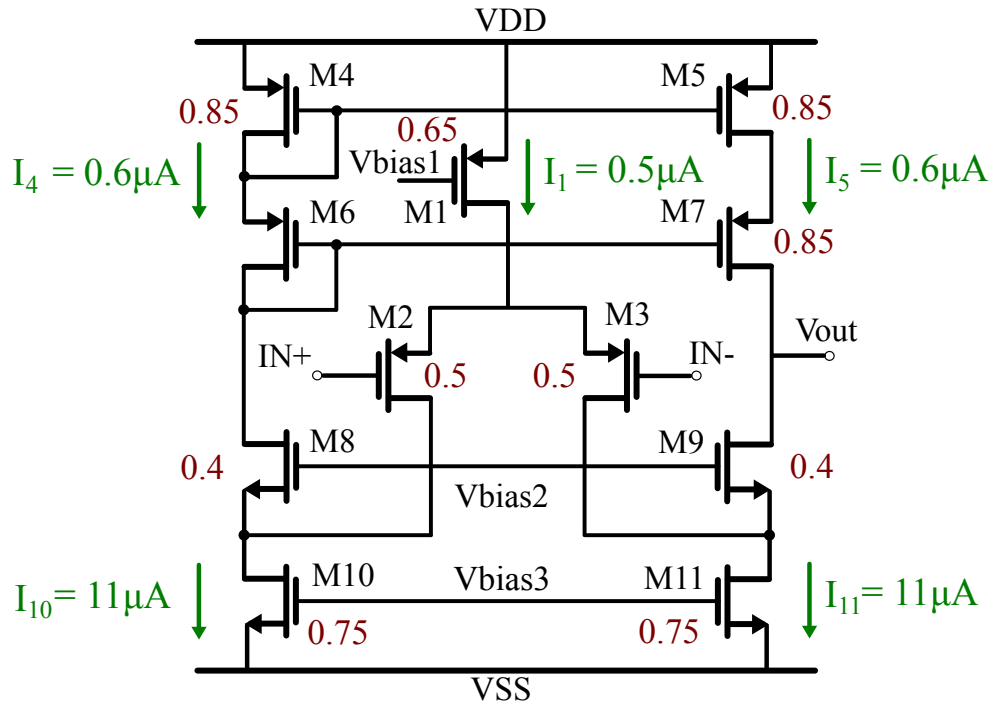 VDD
M4
M5
0.85
0.65
0.85
Vbias1
I₄ = 0.6μA
I₁ = 0.5μA
I₅ = 0.6μA
M6
M1
M7
0.85
M2
M3
Vout
IN+
0.5
0.5
IN-
M8
M9
0.4
0.4
Vbias2
M10
Vbias3
M11
I₁₀ = 11μA
I₁₁ = 11μA
0.75
0.75
VSS